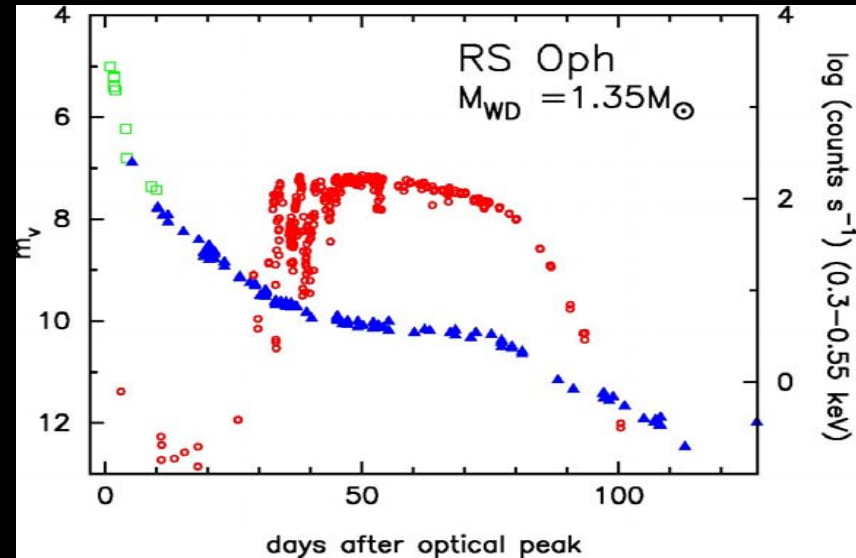 RS Oph
M_WD =1.35M_⊙
4
6
8
10
12
m_v
4
2
0
log (counts s⁻¹) (0.3−0.55 keV)
0
50
100
days after optical peak